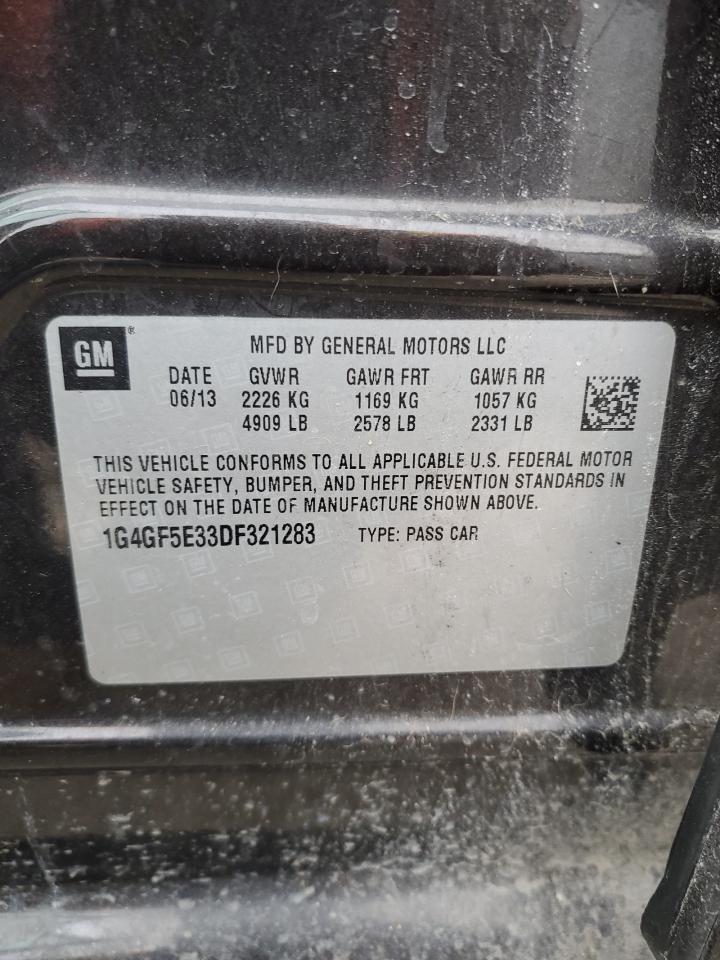 GM®
MFD BY GENERAL MOTORS LLC
DATE GVWR GAWR FRT GAWR RR
06/13 2226 KG 1169 KG 1057 KG
4909 LB 2578 LB 2331 LB
THIS VEHICLE CONFORMS TO ALL APPLICABLE U.S. FEDERAL MOTOR
VEHICLE SAFETY, BUMPER, AND THEFT PREVENTION STANDARDS IN
EFFECT ON THE DATE OF MANUFACTURE SHOWN ABOVE.
1G4GF5E33DF321283 TYPE: PASS CAR